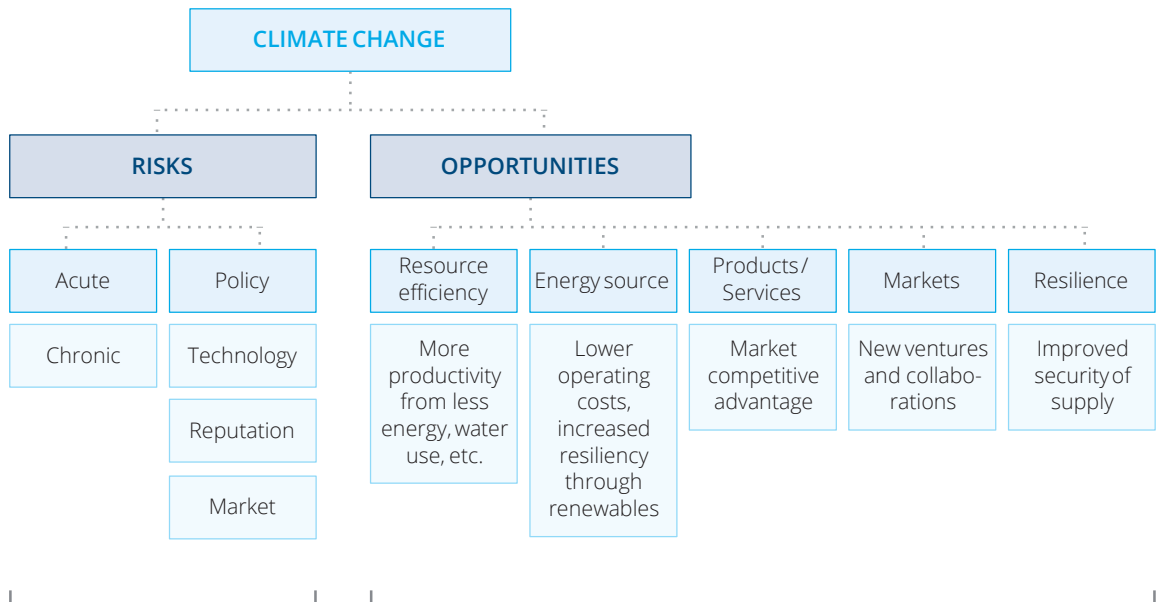 CLIMATE CHANGE
RISKS
OPPORTUNITIES
Acute
Policy
Resource
efficiency
Energy source
Products/
Services
Markets
Resilience
Chronic
Technology
Reputation
Market
More
productivity
from less
energy, water
use, etc.
Lower
operating
costs,
increased
resiliency
through
renewables
Market
competitive
advantage
New ventures
and collabo-
rations
Improved
security of
supply